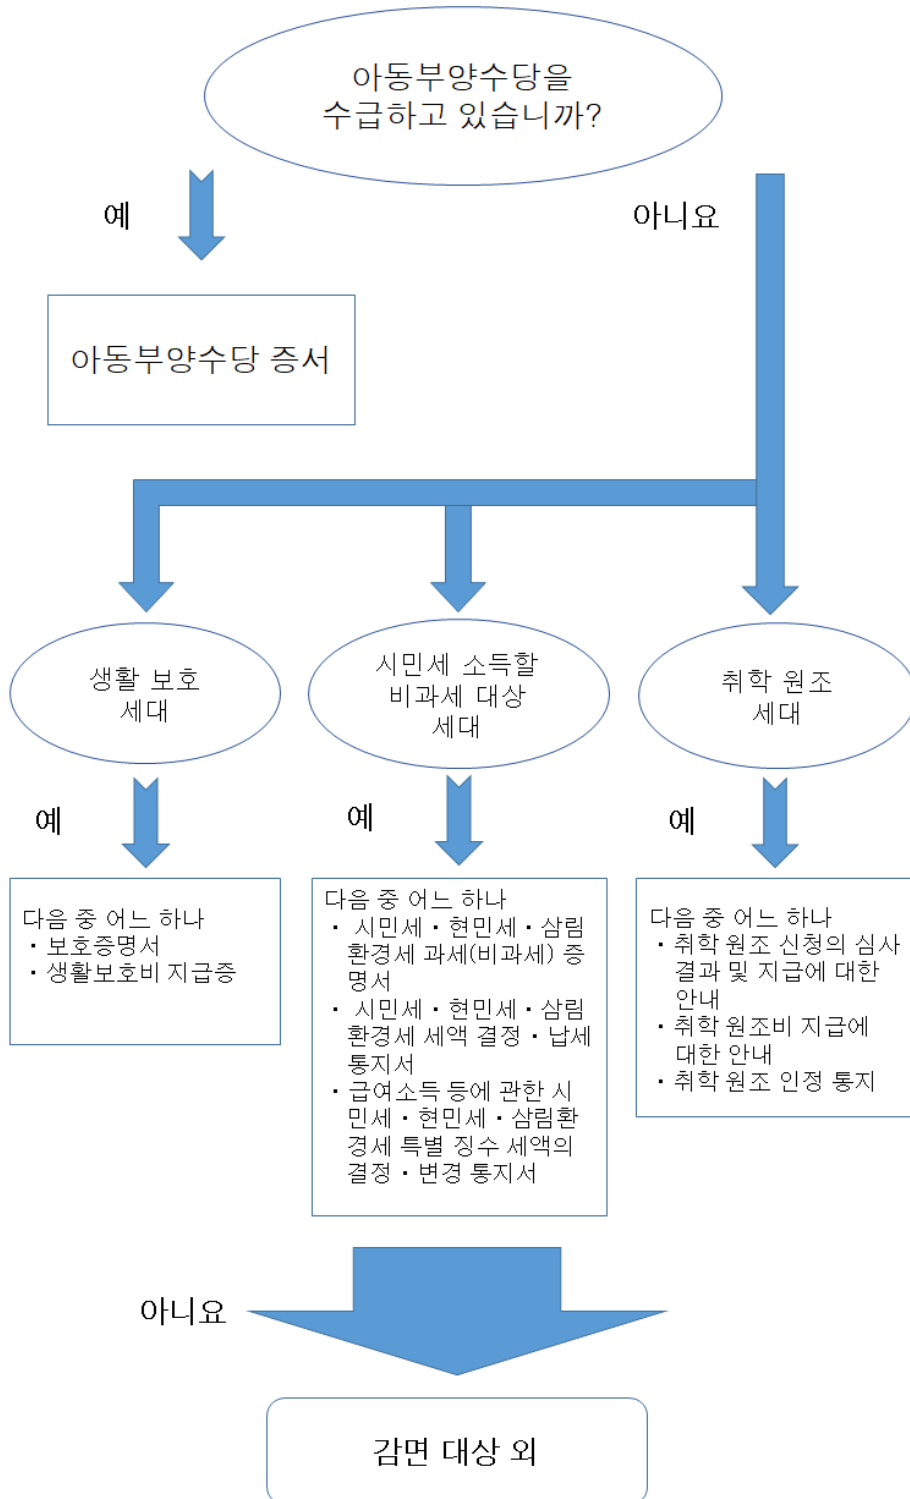 아동부양수당을
수급하고 있습니까?
예
아니요
아동부양수당 증서
생활 보호
세대
시민세 소득할
비과세 대상
세대
취학 원조
세대
예
예
예
다음 중 어느 하나
・보호증명서
・생활보호비 지급증
다음 중 어느 하나
・ 시민세・현민세・삼림
환경세 과세(비과세) 증
명서
・ 시민세・현민세・삼림
환경세 세액 결정・납세
통지서
・급여소득 등에 관한 시
민세・현민세・삼림환
경세 특별 징수 세액의
결정・변경 통지서
다음 중 어느 하나
・취학 원조 신청의 심사
결과 및 지급에 대한
안내
・취학 원조비 지급에
대한 안내
・취학 원조 인정 통지
아니요
감면 대상 외